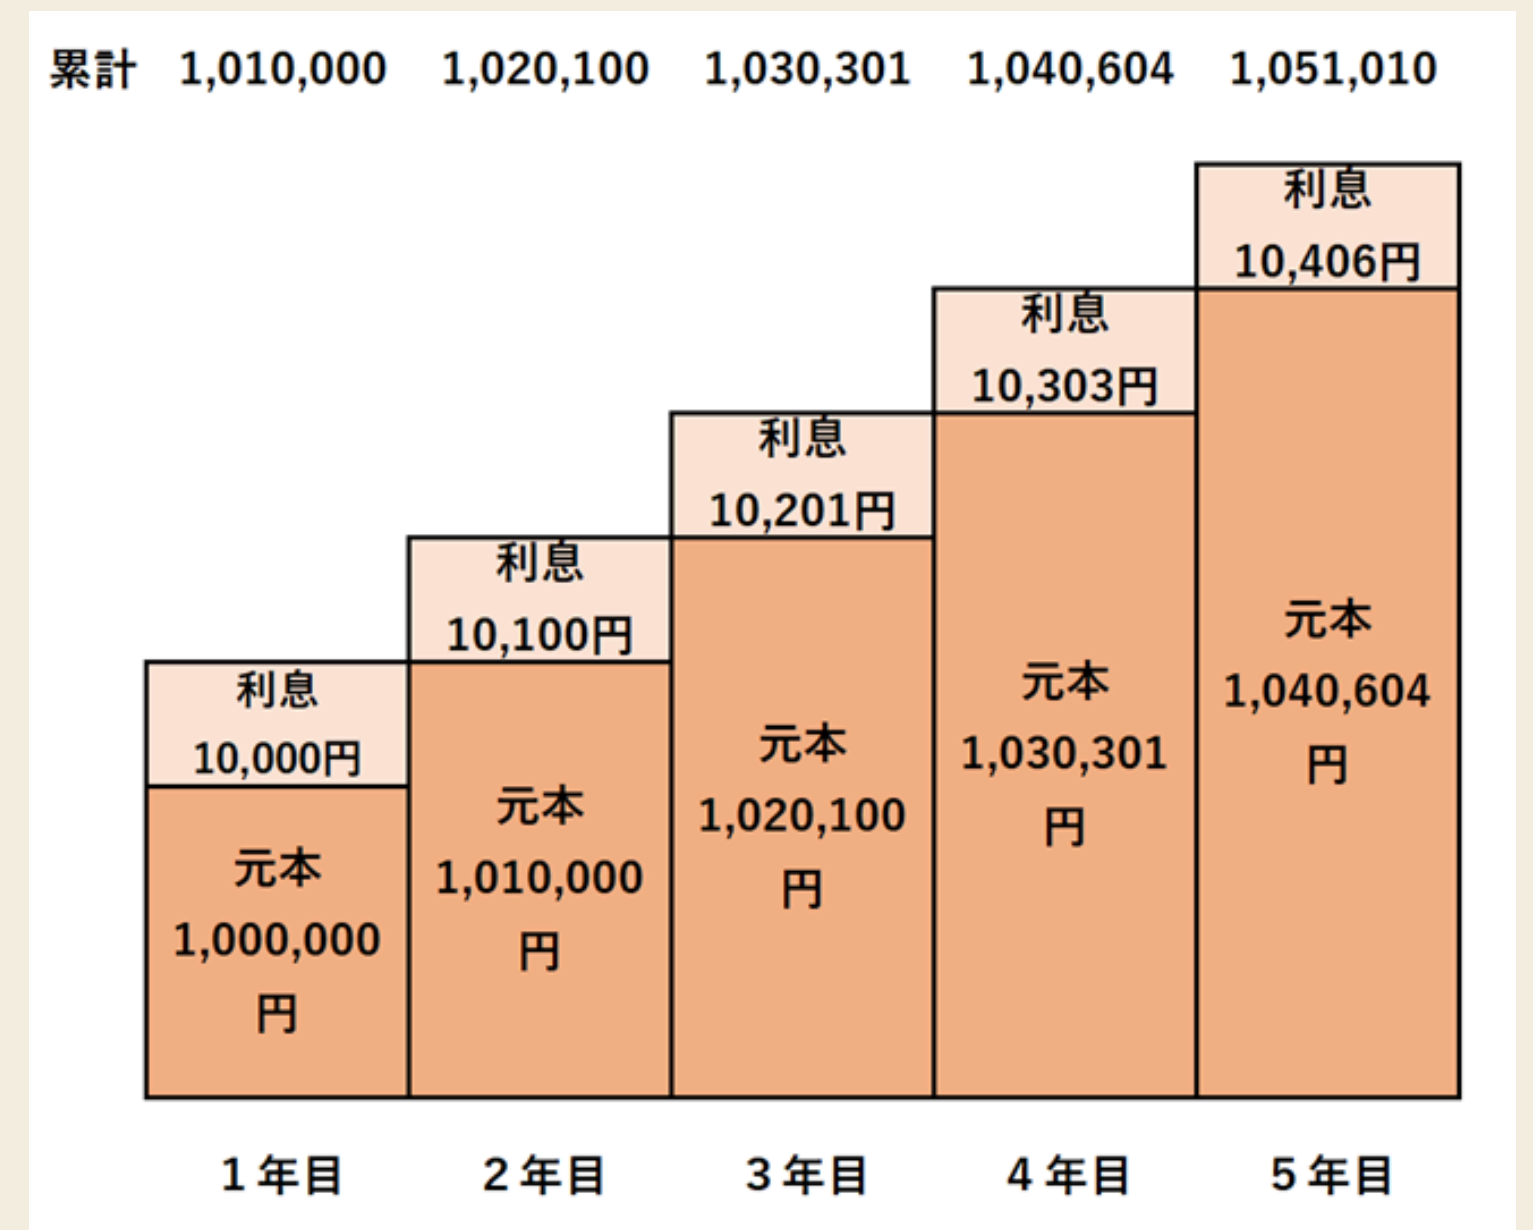 累計 1,010,000 1,020,100 1,030,301 1,040,604 1,051,010
利息
10,000円
元本
1,000,000
円
利息
10,100円
元本
1,010,000
円
利息
10,201円
元本
1,020,100
円
利息
10,303円
元本
1,030,301
円
利息
10,406円
元本
1,040,604
円
1年目 2年目 3年目 4年目 5年目